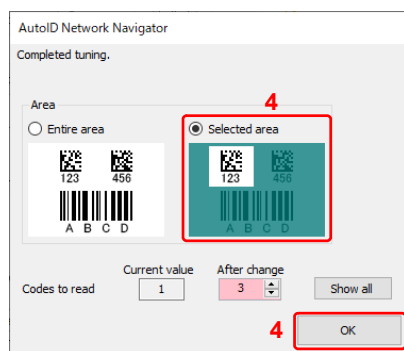 AutoID Network Navigator
Completed tuning.
Area
4
Entire area
Selected area
123 456
A B C D
123 456
A B C D
Current value After change
Codes to read 1 3 Show all
4 OK